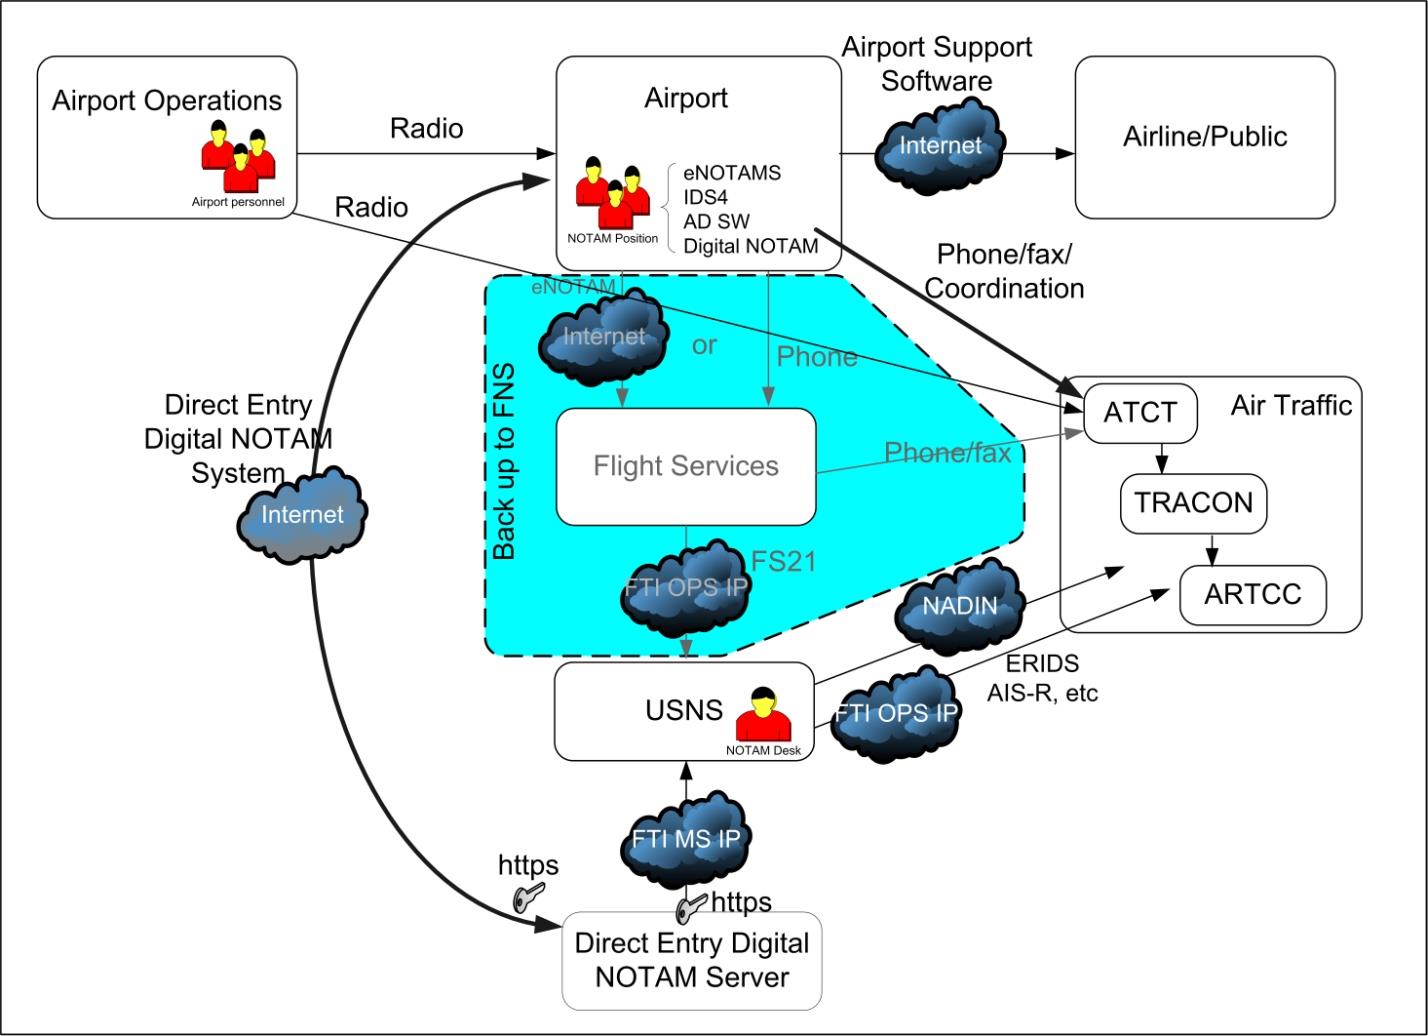 Airport Operations
Airport personnel
Radio
Radio
Airport
NOTAM Position
eNOTAMS
IDS4
AD SW
Digital NOTAM
Airport Support
Software
Internet
Airline/Public
Phone/fax/
Coordination
eNOTAM
Internet
or
Phone
Back up to FNS
Flight Services
Phone/fax
FTI OPS IP
FS21
Air Traffic
ATCT
TRACON
ARTCC
Direct Entry
Digital NOTAM
System
Internet
NADIN
ERIDS
AIS-R, etc
FTI OPS IP
USNS
NOTAM Desk
FTI MS IP
https
https
Direct Entry Digital
NOTAM Server